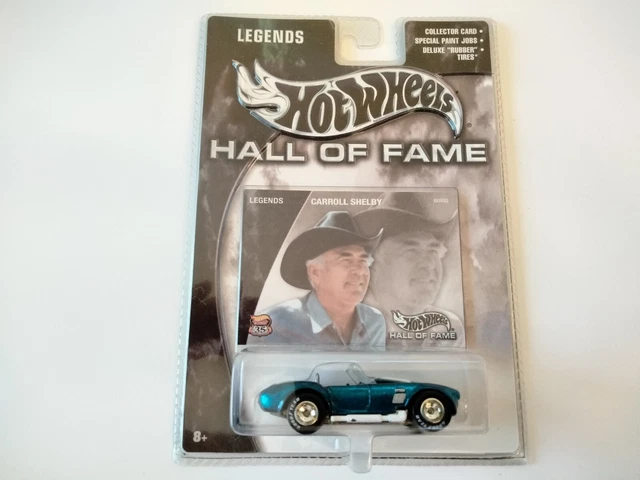 LEGENDS
COLLECTOR CARD •
SPECIAL PAINT JOBS •
DELUXE "RUBBER" •
TIRES*
HOT WHEELS
HALL OF FAME
LEGENDS CARROLL SHELBY
35
HOT WHEELS
HALL OF FAME
8+